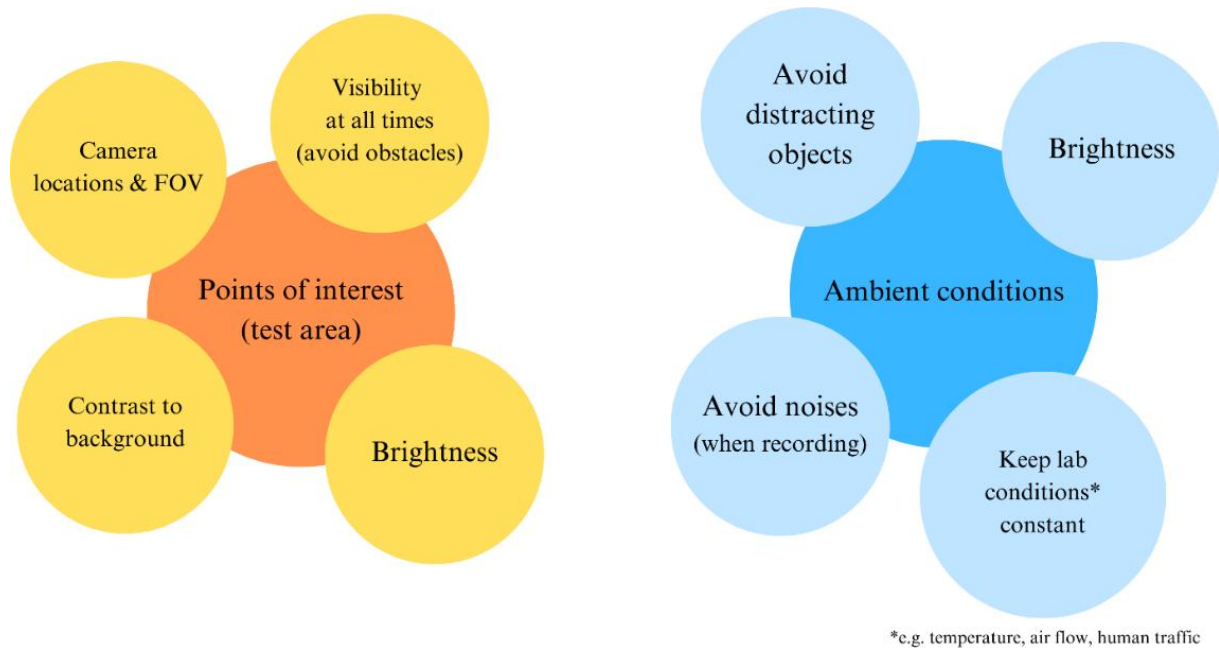 Visibility
at all times
(avoid obstacles)
Camera
locations & FOV
Points of interest
(test area)
Contrast to
background
Brightness
Avoid
distracting
objects
Brightness
Ambient conditions
Avoid noises
(when recording)
Keep lab
conditions*
constant
*e.g. temperature, air flow, human traffic